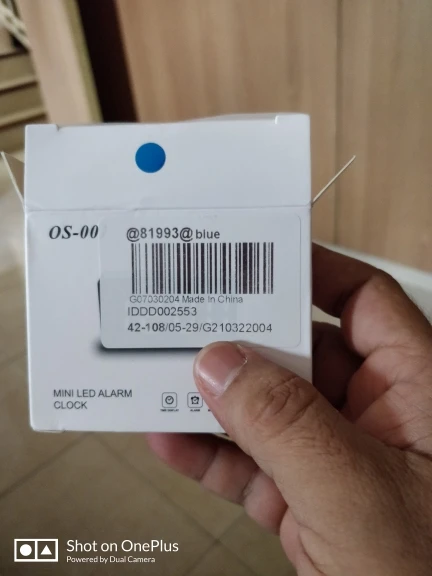 OS-00
@81993@ blue
G07030204 Made In China
IDDD002553
42-108/05-29/G210322004
MINI LED ALARM
CLOCK
Shot on OnePlus
Powered by Dual Camera